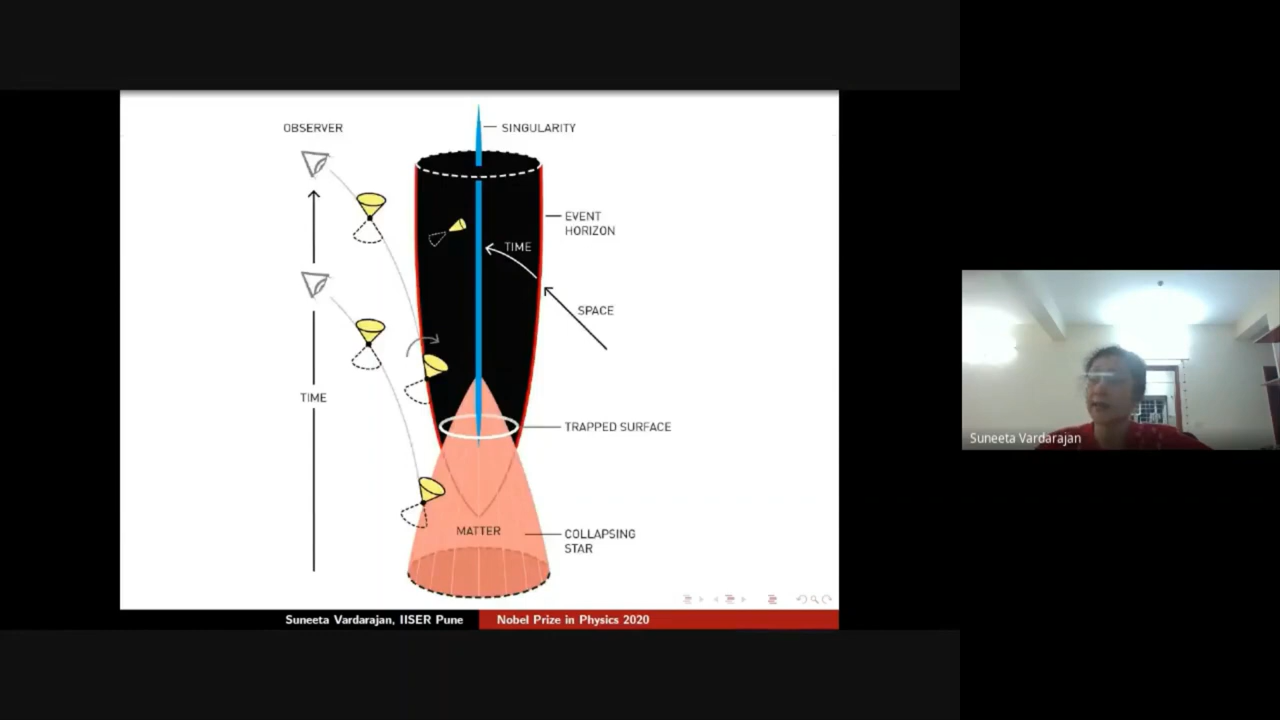 OBSERVER
SINGULARITY
EVENT
HORIZON
TIME
SPACE
TIME
TRAPPED SURFACE
MATTER
COLLAPSING
STAR
Suneeta Vardarajan, IISER Pune
Nobel Prize in Physics 2020
Suneeta Vardarajan